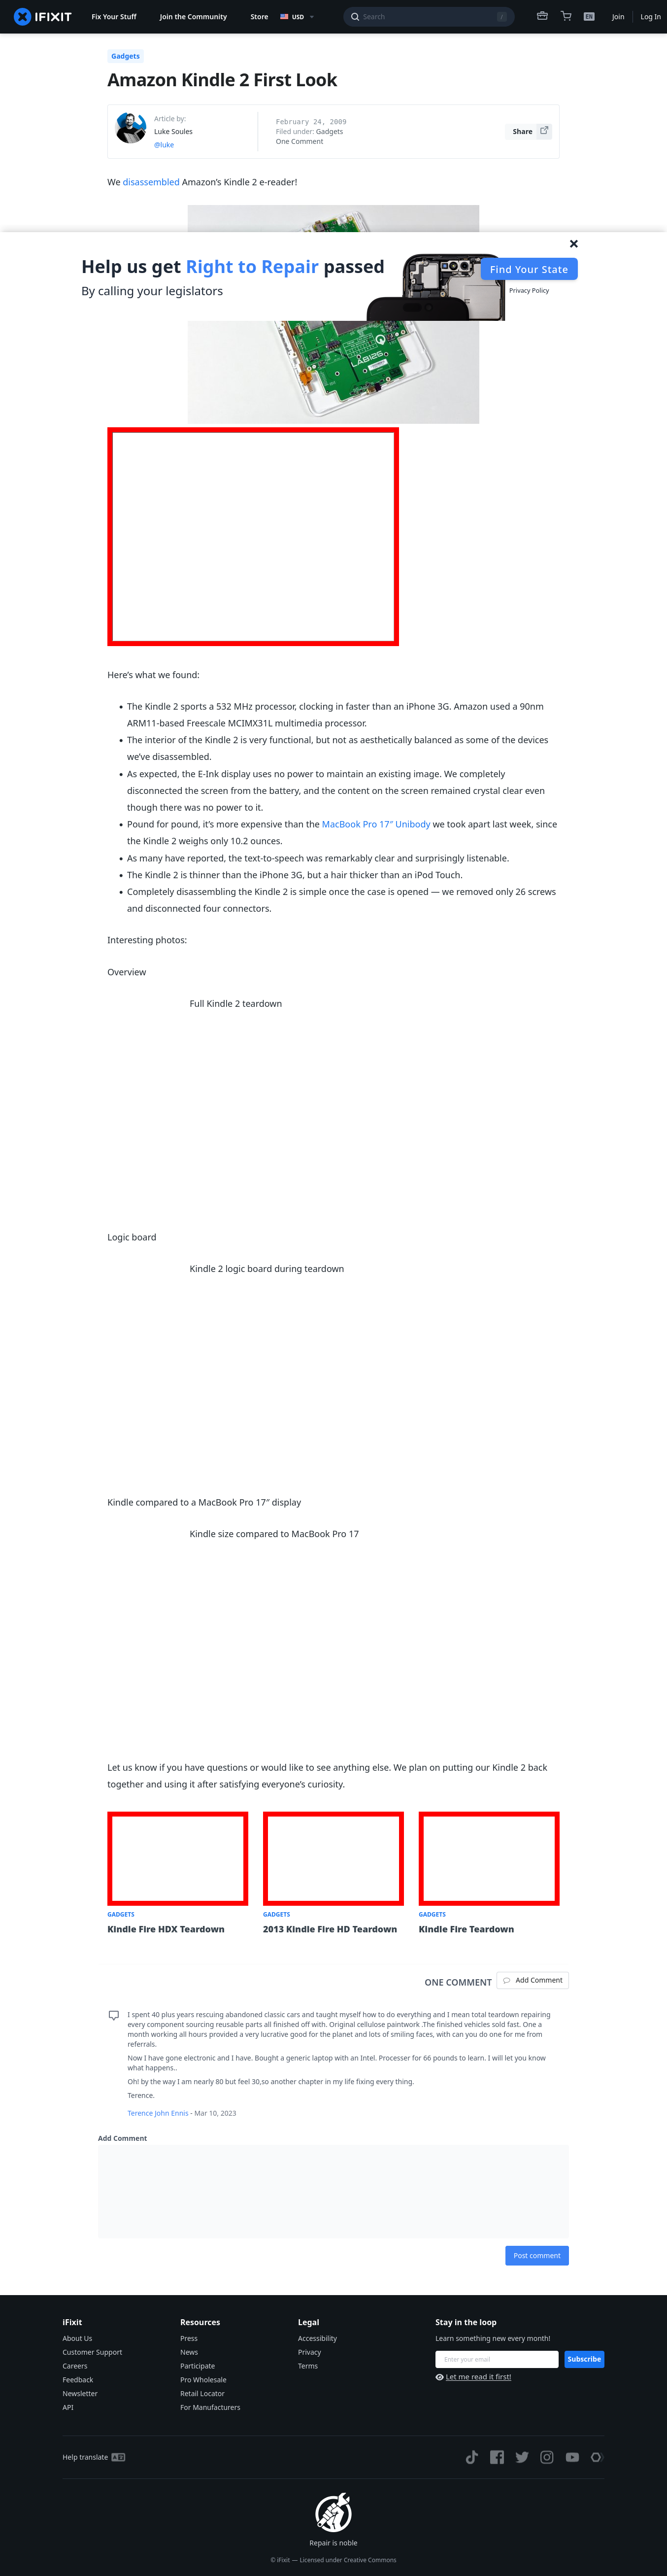 IFIXIT
Fix Your Stuff
Join the Community
Store
USD
Search
/
EN
Join
Log In
Gadgets
Amazon Kindle 2 First Look
Article by:
Luke Soules
@luke
February 24, 2009
Filed under: Gadgets
One Comment
Share
We disassembled Amazon’s Kindle 2 e-reader!
Help us get Right to Repair passed
By calling your legislators
Find Your State
Privacy Policy
LAB126
Here’s what we found:
The Kindle 2 sports a 532 MHz processor, clocking in faster than an iPhone 3G. Amazon used a 90nm
ARM11-based Freescale MCIMX31L multimedia processor.
The interior of the Kindle 2 is very functional, but not as aesthetically balanced as some of the devices
we’ve disassembled.
As expected, the E-Ink display uses no power to maintain an existing image. We completely
disconnected the screen from the battery, and the content on the screen remained crystal clear even
though there was no power to it.
Pound for pound, it’s more expensive than the MacBook Pro 17″ Unibody we took apart last week, since
the Kindle 2 weighs only 10.2 ounces.
As many have reported, the text-to-speech was remarkably clear and surprisingly listenable.
The Kindle 2 is thinner than the iPhone 3G, but a hair thicker than an iPod Touch.
Completely disassembling the Kindle 2 is simple once the case is opened — we removed only 26 screws
and disconnected four connectors.
Interesting photos:
Overview
Full Kindle 2 teardown
Logic board
Kindle 2 logic board during teardown
Kindle compared to a MacBook Pro 17″ display
Kindle size compared to MacBook Pro 17
Let us know if you have questions or would like to see anything else. We plan on putting our Kindle 2 back
together and using it after satisfying everyone’s curiosity.
GADGETS
Kindle Fire HDX Teardown
GADGETS
2013 Kindle Fire HD Teardown
GADGETS
Kindle Fire Teardown
ONE COMMENT
Add Comment
I spent 40 plus years rescuing abandoned classic cars and taught myself how to do everything and I mean total teardown repairing
every component sourcing reusable parts all finished off with. Original cellulose paintwork .The finished vehicles sold fast. One a
month working all hours provided a very lucrative good for the planet and lots of smiling faces, with can you do one for me from
referrals.
Now I have gone electronic and I have. Bought a generic laptop with an Intel. Processer for 66 pounds to learn. I will let you know
what happens..
Oh! by the way I am nearly 80 but feel 30,so another chapter in my life fixing every thing.
Terence.
Terence John Ennis - Mar 10, 2023
Add Comment
Post comment
iFixit
About Us
Customer Support
Careers
Feedback
Newsletter
API
Resources
Press
News
Participate
Pro Wholesale
Retail Locator
For Manufacturers
Legal
Accessibility
Privacy
Terms
Stay in the loop
Learn something new every month!
Enter your email
Subscribe
Let me read it first!
Help translate
Repair is noble
© iFixit — Licensed under Creative Commons